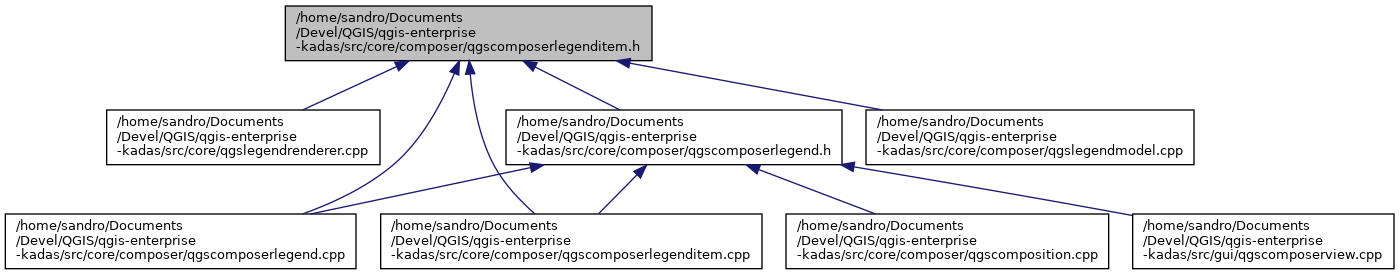 /home/sandro/Documents
/Devel/QGIS/qgis-enterprise
-kadas/src/core/composer/qgscomposerlegenditem.h
/home/sandro/Documents
/Devel/QGIS/qgis-enterprise
-kadas/src/core/qgslegendrenderer.cpp
/home/sandro/Documents
/Devel/QGIS/qgis-enterprise
-kadas/src/core/composer/qgscomposerlegend.h
/home/sandro/Documents
/Devel/QGIS/qgis-enterprise
-kadas/src/core/composer/qgslegendmodel.cpp
/home/sandro/Documents
/Devel/QGIS/qgis-enterprise
-kadas/src/core/composer/qgscomposerlegend.cpp
/home/sandro/Documents
/Devel/QGIS/qgis-enterprise
-kadas/src/core/composer/qgscomposerlegenditem.cpp
/home/sandro/Documents
/Devel/QGIS/qgis-enterprise
-kadas/src/core/composer/qgscomposition.cpp
/home/sandro/Documents
/Devel/QGIS/qgis-enterprise
-kadas/src/gui/qgscomposerview.cpp